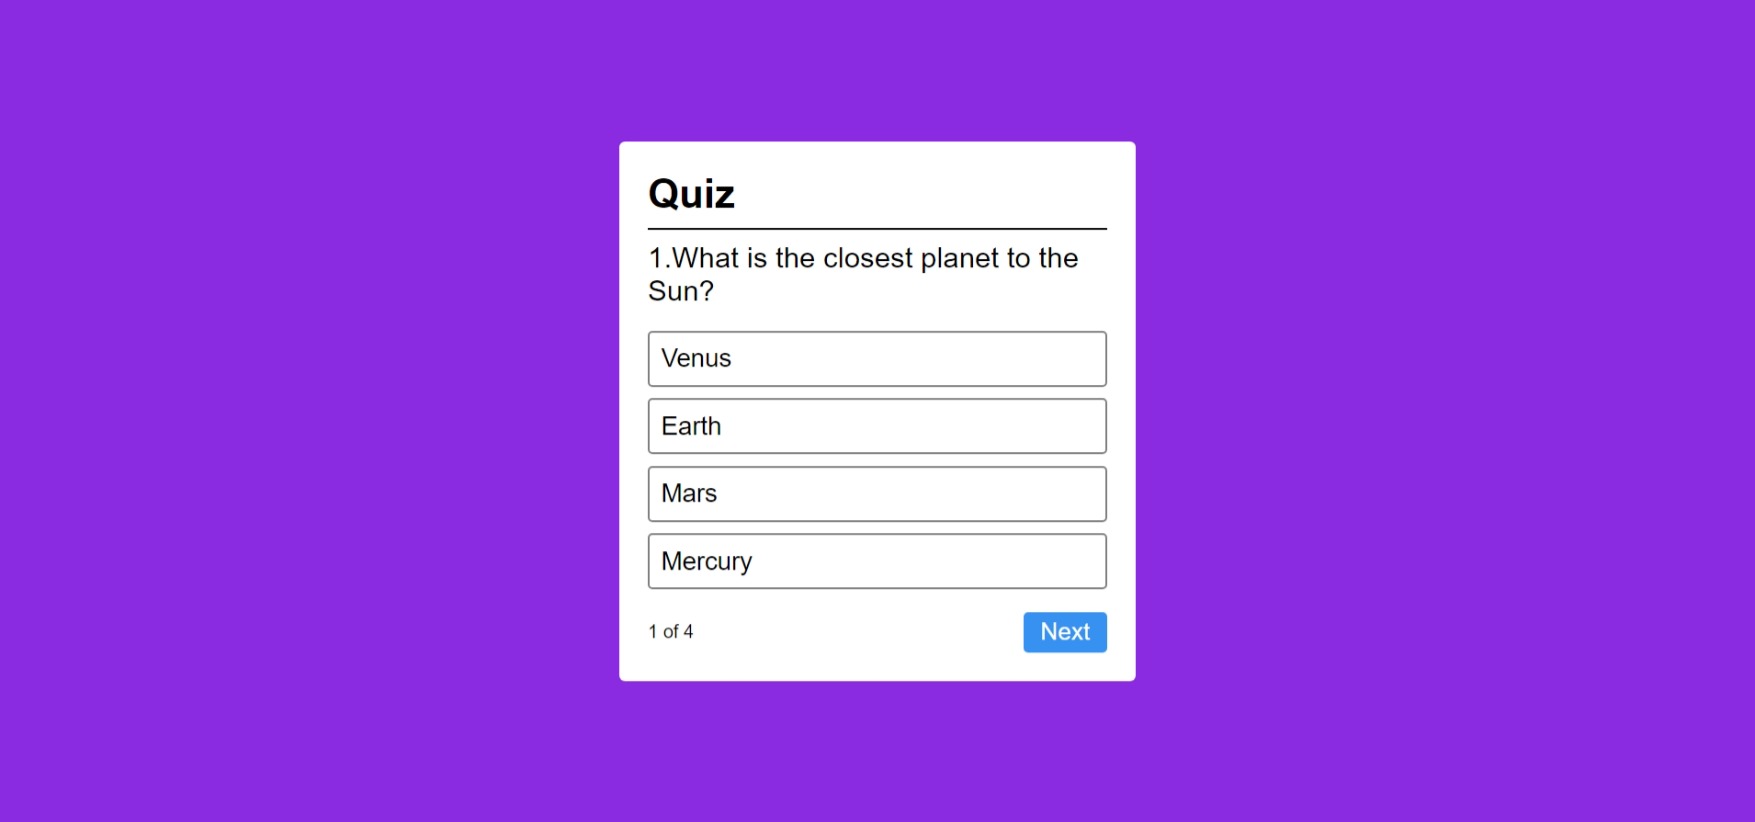 Quiz
1.What is the closest planet to the
Sun?
Venus
Earth
Mars
Mercury
1 of 4
Next